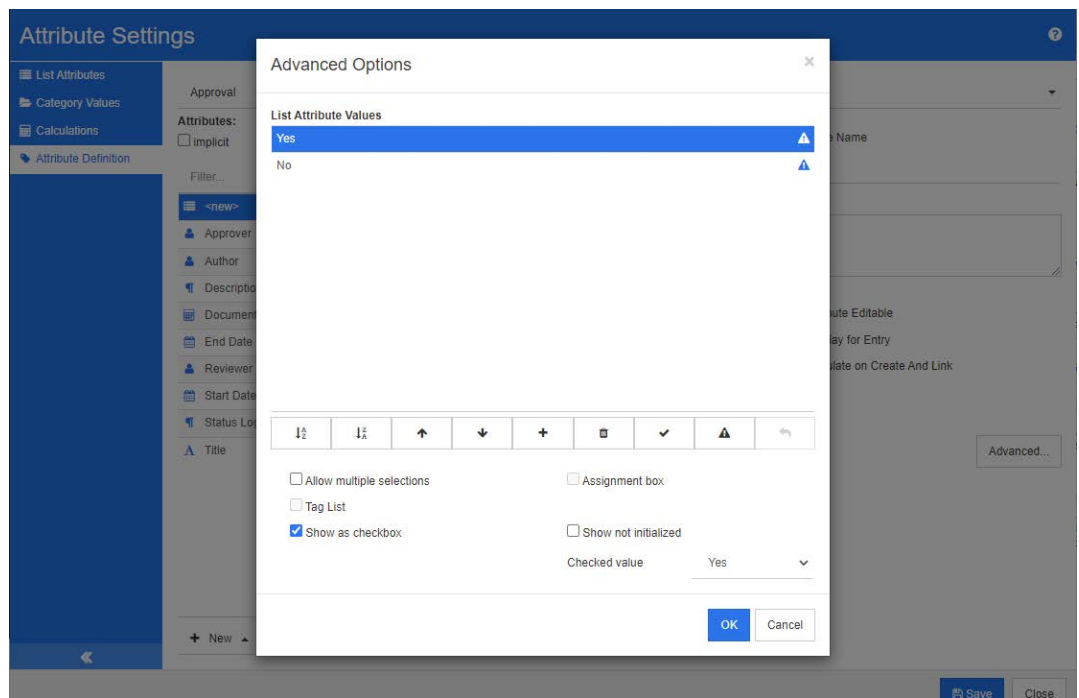 Attribute Settings
List Attributes
Category Values
Calculations
Attribute Definition
Approval
Attributes:
implicit
Filter...
<new>
Approver
Author
Descriptio
Document
End Date
Reviewer
Start Date
Status Log
Title
+ New
Advanced Options
×
List Attribute Values
Yes
No
Allow multiple selections
Assignment box
Tag List
Show as checkbox
Show not initialized
Checked value
Yes
OK
Cancel
Name
ute Editable
lay for Entry
ulate on Create And Link
Advanced...
Save
Close